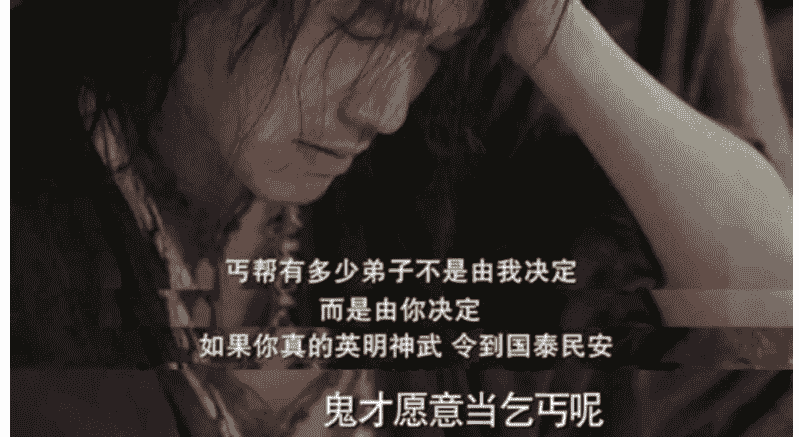 丐帮有多少弟子不是由我决定
而是由你决定
如果你真的英明神武 令到国泰民安
鬼才愿意当乞丐呢